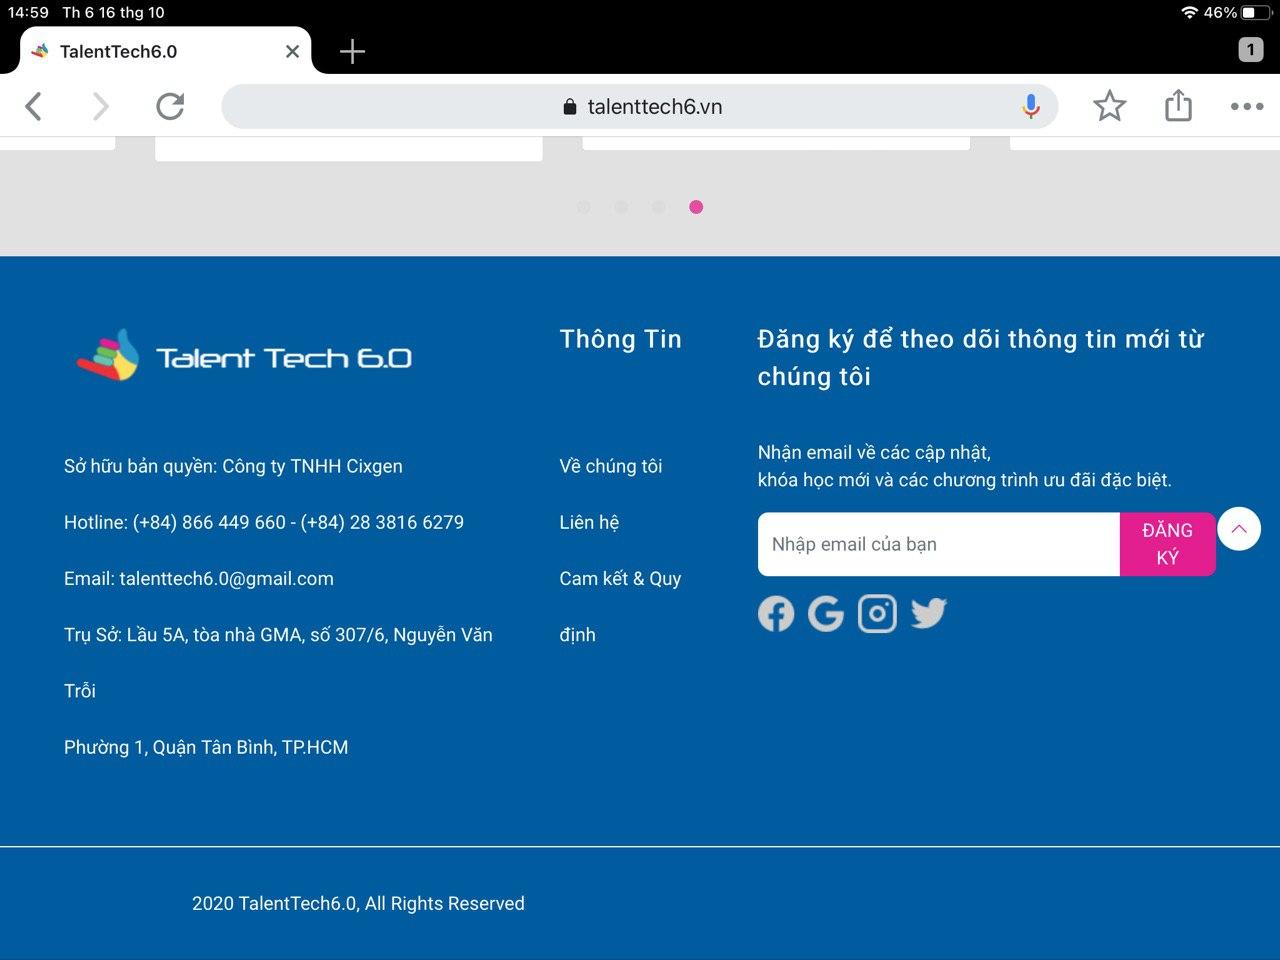 14:59 Th 6 16 thg 10
46%
TalentTech6.0
1
talenttech6.vn
Talent Tech 6.0
Sở hữu bản quyền: Công ty TNHH Cixgen
Hotline: (+84) 866 449 660 - (+84) 28 3816 6279
Email: talenttech6.0@gmail.com
Trụ Sở: Lầu 5A, tòa nhà GMA, số 307/6, Nguyễn Văn
Trỗi
Phường 1, Quận Tân Bình, TP.HCM
Thông Tin
Về chúng tôi
Liên hệ
Cam kết & Quy
định
Đăng ký để theo dõi thông tin mới từ
chúng tôi
Nhận email về các cập nhật,
khóa học mới và các chương trình ưu đãi đặc biệt.
Nhập email của bạn
ĐĂNG
KÝ
2020 TalentTech6.0, All Rights Reserved